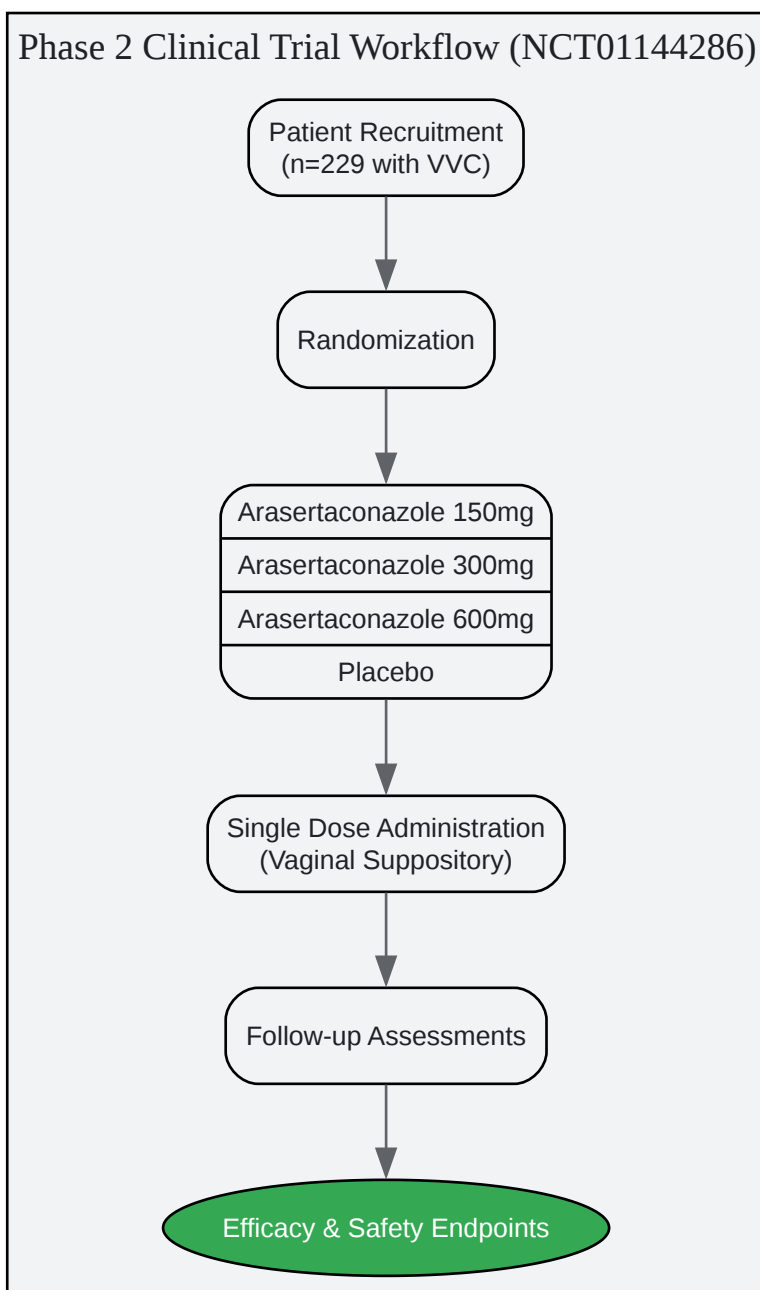 Phase 2 Clinical Trial Workflow (NCT01144286)
Patient Recruitment
(n=229 with VVC)
Randomization
Arasertaconazole 150mg
Arasertaconazole 300mg
Arasertaconazole 600mg
Placebo
Single Dose Administration
(Vaginal Suppository)
Follow-up Assessments
Efficacy & Safety Endpoints